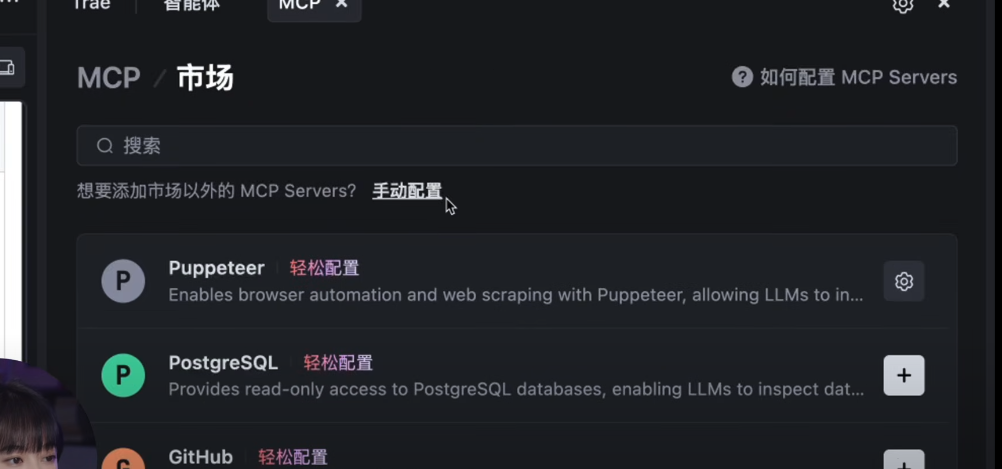 Trae 智能体 MCP ×
MCP / 市场
? 如何配置 MCP Servers
搜索
想要添加市场以外的 MCP Servers? 手动配置
P
Puppeteer 轻松配置
Enables browser automation and web scraping with Puppeteer, allowing LLMs to in...
P
PostgreSQL 轻松配置
Provides read-only access to PostgreSQL databases, enabling LLMs to inspect dat...
+
G
GitHub 轻松配置